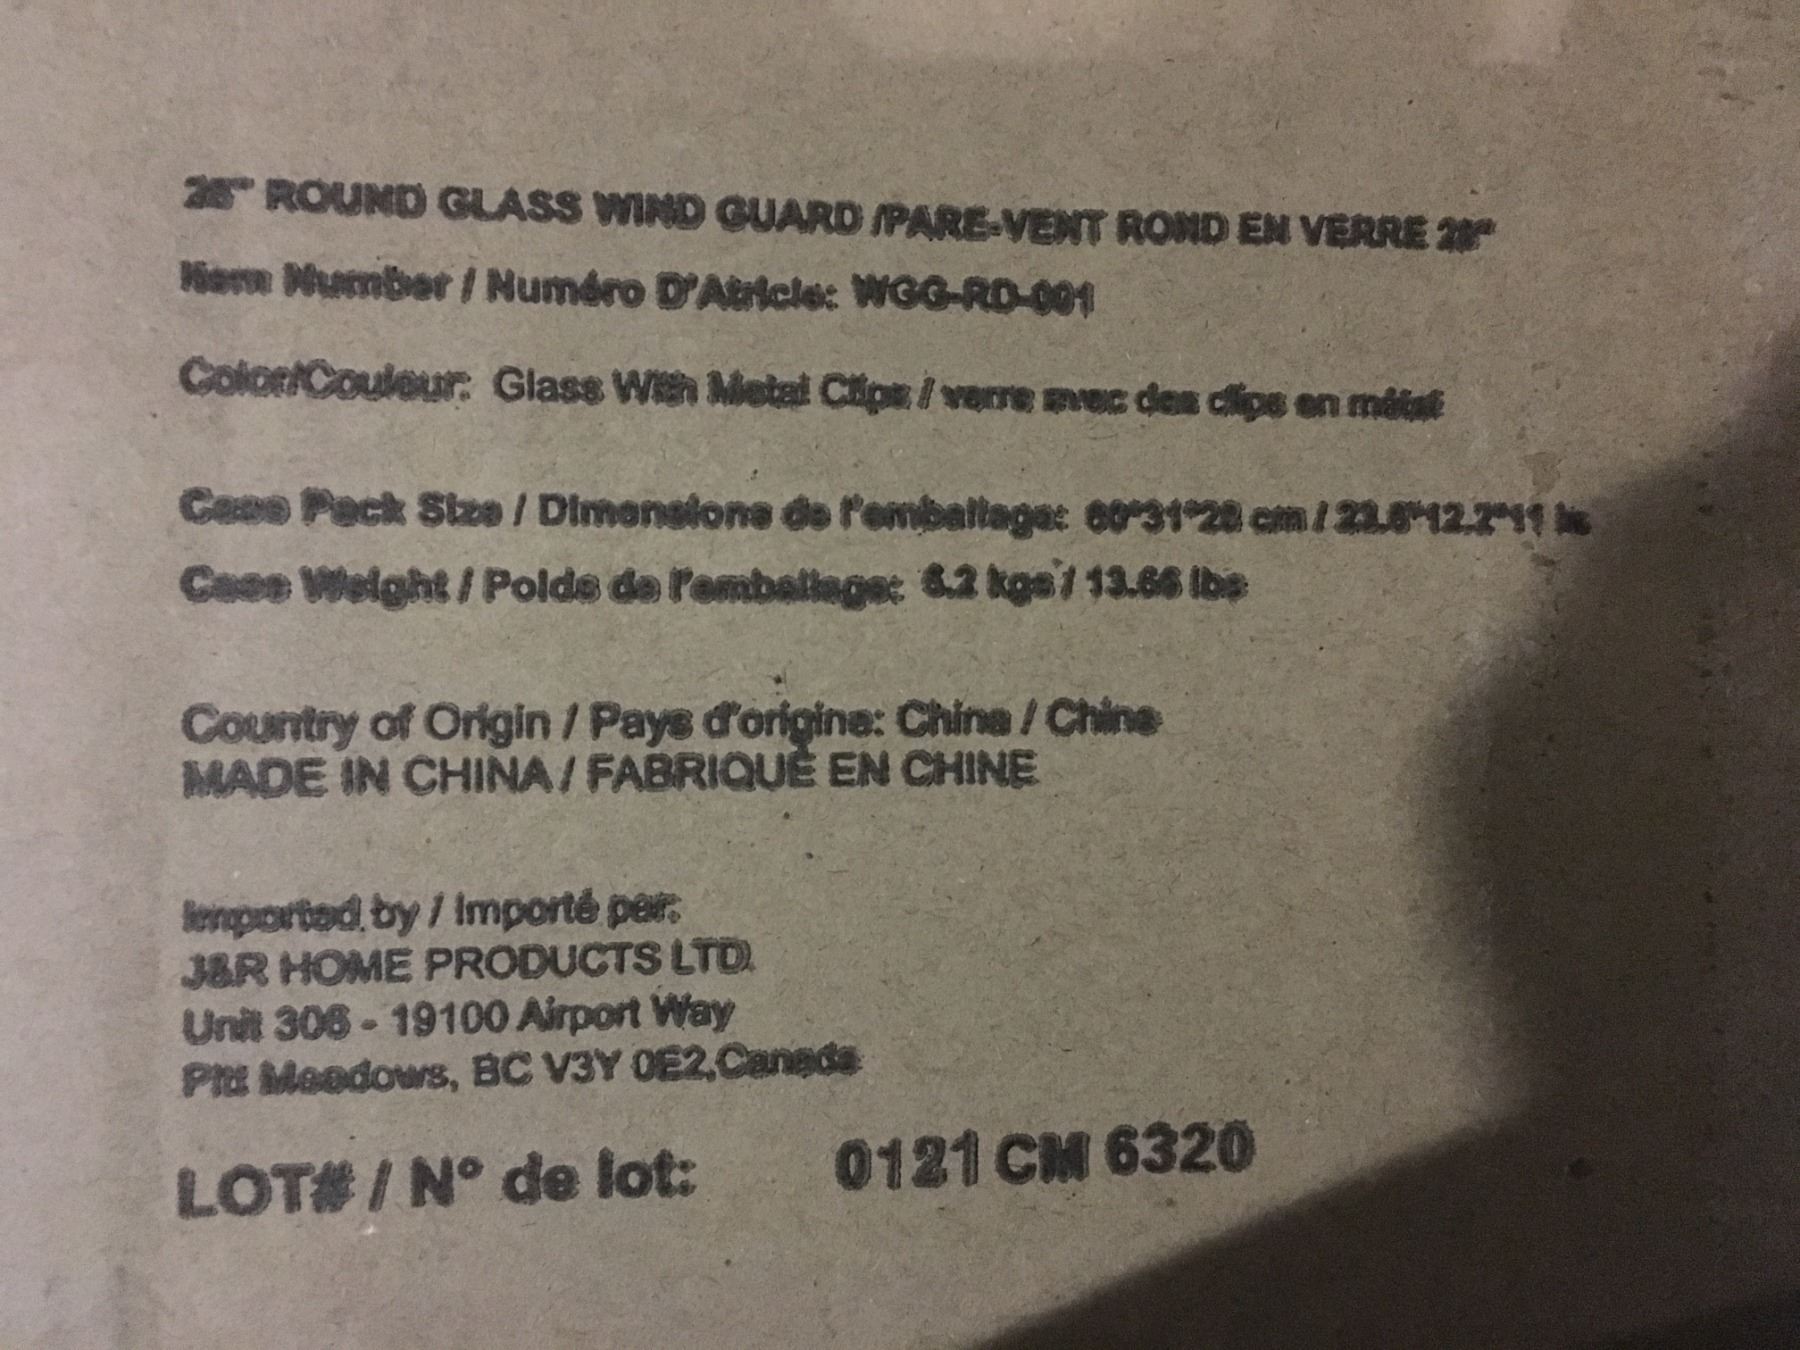 ROUND GLASS WIND GUARD /PARE-VENT ROND EN VERRE
Item Number / Numéro D'Atricle: WGG-RD-001
Color/Couleur: Glass With Metal Clips / verre avec des clips en métal
Case Pack Size / Dimensions de l'emballage: 60*31*28 cm / 23.6*12.2*11
Case Weight / Poids de l'emballage: 6.2 kgs / 13.66 lbs
Country of Origin / Pays d'origine: China / Chine
MADE IN CHINA / FABRIQUÉ EN CHINE
Imported by / Importé par:
J&R HOME PRODUCTS LTD.
Unit 306 - 19100 Airport Way
Pitt Meadows, BC V3Y 0E2,Canada
LOT# / N° de lot: 0121 CM 6320